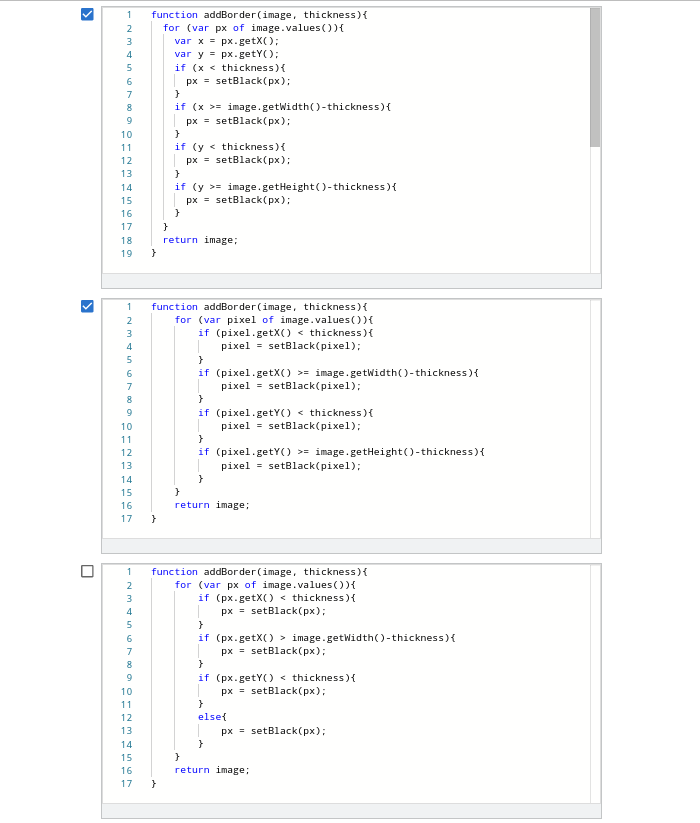 1 function addBorder(image, thickness){
2   for (var px of image.values()){
3     var x = px.getX();
4     var y = px.getY();
5     if (x < thickness){
6       px = setBlack(px);
7     }
8     if (x >= image.getWidth()-thickness){
9       px = setBlack(px);
10     }
11     if (y < thickness){
12       px = setBlack(px);
13     }
14     if (y >= image.getHeight()-thickness){
15       px = setBlack(px);
16     }
17   }
18   return image;
19 }
1 function addBorder(image, thickness){
2     for (var pixel of image.values()){
3         if (pixel.getX() < thickness){
4             pixel = setBlack(pixel);
5         }
6         if (pixel.getX() >= image.getWidth()-thickness){
7             pixel = setBlack(pixel);
8         }
9         if (pixel.getY() < thickness){
10             pixel = setBlack(pixel);
11         }
12         if (pixel.getY() >= image.getHeight()-thickness){
13             pixel = setBlack(pixel);
14         }
15     }
16     return image;
17 }
1 function addBorder(image, thickness){
2     for (var px of image.values()){
3         if (px.getX() < thickness){
4             px = setBlack(px);
5         }
6         if (px.getX() > image.getWidth()-thickness){
7             px = setBlack(px);
8         }
9         if (px.getY() < thickness){
10             px = setBlack(px);
11         }
12         else{
13             px = setBlack(px);
14         }
15     }
16     return image;
17 }